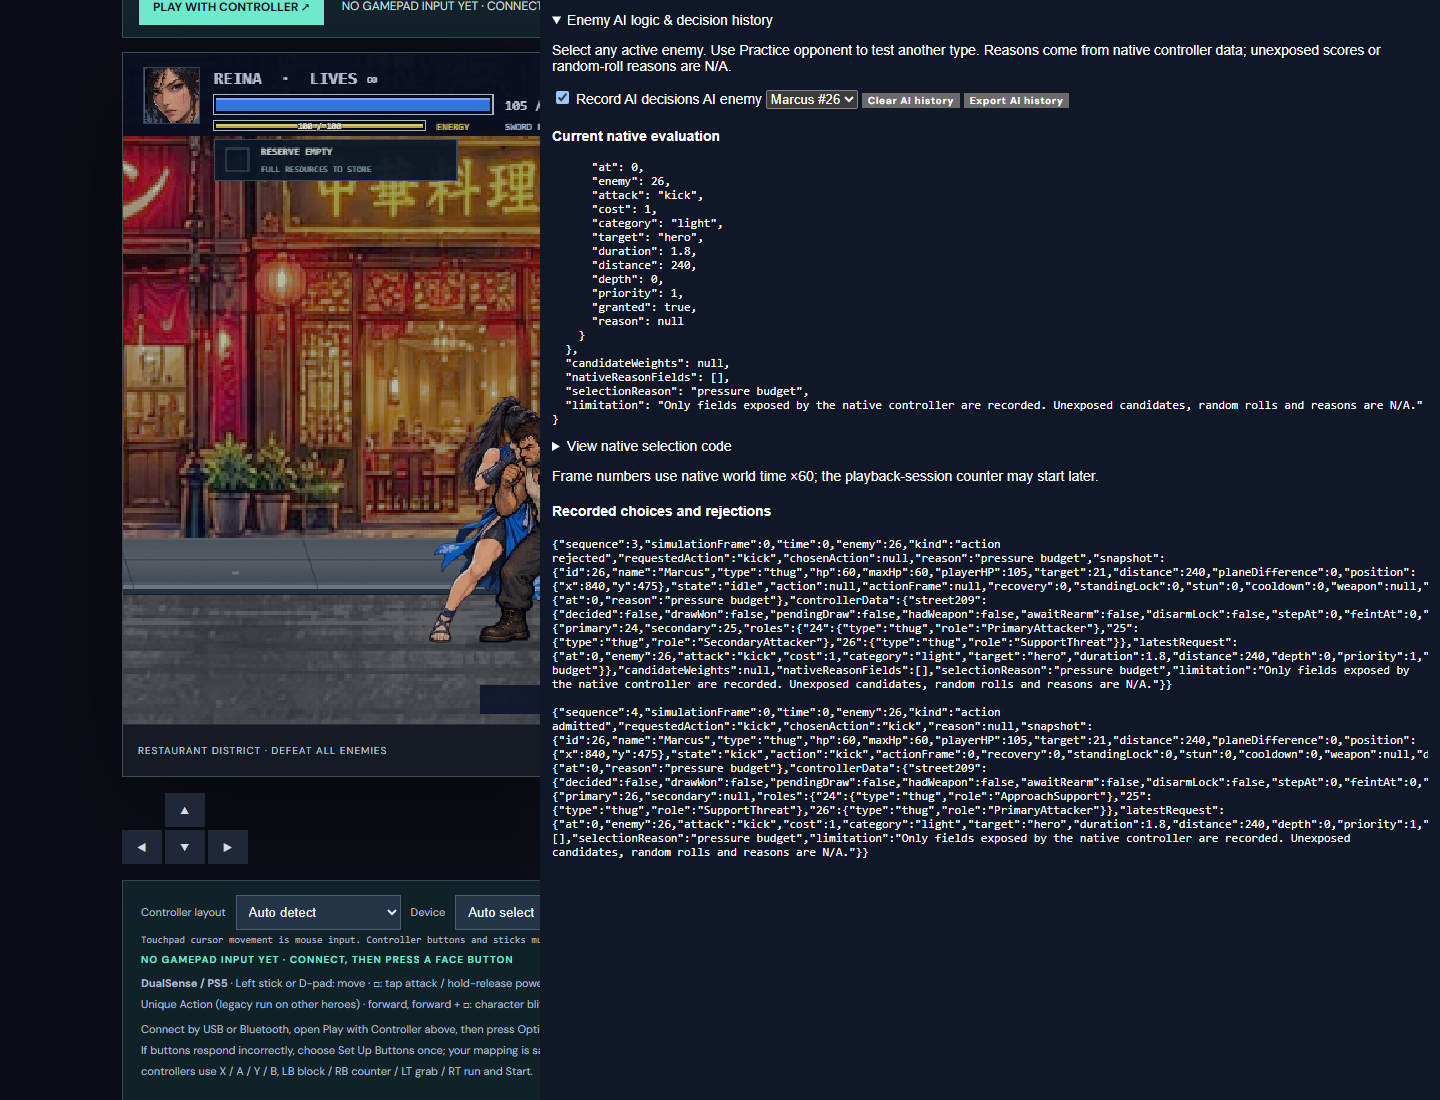 PLAY WITH CONTROLLER ↗
NO GAMEPAD INPUT YET · CONNECT
REINA · LIVES ∞
105 /
100 / 100
ENERGY
SWORD
RESERVE EMPTY
FULL RESOURCES TO STORE
中華料理
RESTAURANT DISTRICT · DEFEAT ALL ENEMIES
▲
◀ ▼ ▶
Controller layout Auto detect Device Auto select
Touchpad cursor movement is mouse input. Controller buttons and sticks mu
NO GAMEPAD INPUT YET · CONNECT, THEN PRESS A FACE BUTTON
DualSense / PS5 · Left stick or D-pad: move · □: tap attack / hold-release powe
Unique Action (legacy run on other heroes) · forward, forward + □: character bli
Connect by USB or Bluetooth, open Play with Controller above, then press Opti
If buttons respond incorrectly, choose Set Up Buttons once; your mapping is sa
controllers use X / A / Y / B, LB block / RB counter / LT grab / RT run and Start.
▼ Enemy AI logic & decision history
Select any active enemy. Use Practice opponent to test another type. Reasons come from native controller data; unexposed scores or
random-roll reasons are N/A.
Record AI decisions AI enemy Marcus #26 Clear AI history Export AI history
Current native evaluation
"at": 0,
"enemy": 26,
"attack": "kick",
"cost": 1,
"category": "light",
"target": "hero",
"duration": 1.8,
"distance": 240,
"depth": 0,
"priority": 1,
"granted": true,
"reason": null
}
},
"candidateWeights": null,
"nativeReasonFields": [],
"selectionReason": "pressure budget",
"limitation": "Only fields exposed by the native controller are recorded. Unexposed candidates, random rolls and reasons are N/A."
}
▶ View native selection code
Frame numbers use native world time ×60; the playback-session counter may start later.
Recorded choices and rejections
{"sequence":3,"simulationFrame":0,"time":0,"enemy":26,"kind":"action
rejected","requestedAction":"kick","chosenAction":null,"reason":"pressure budget","snapshot":
{"id":26,"name":"Marcus","type":"thug","hp":60,"maxHp":60,"playerHP":105,"target":21,"distance":240,"planeDifference":0,"position":
{"x":840,"y":475},"state":"idle","action":null,"actionFrame":null,"recovery":0,"standingLock":0,"stun":0,"cooldown":0,"weapon":null,"
{"at":0,"reason":"pressure budget"},"controllerData":{"street209":
{"decided":false,"drawWon":false,"pendingDraw":false,"hadWeapon":false,"awaitRearm":false,"disarmLock":false,"stepAt":0,"feintAt":0,"
{"primary":24,"secondary":25,"roles":{"24":{"type":"thug","role":"PrimaryAttacker"},"25":
{"type":"thug","role":"SecondaryAttacker"},"26":{"type":"thug","role":"SupportThreat"}},"latestRequest":
{"at":0,"enemy":26,"attack":"kick","cost":1,"category":"light","target":"hero","duration":1.8,"distance":240,"depth":0,"priority":1,"
budget"}},"candidateWeights":null,"nativeReasonFields":[],"selectionReason":"pressure budget","limitation":"Only fields exposed by
the native controller are recorded. Unexposed candidates, random rolls and reasons are N/A."}}
{"sequence":4,"simulationFrame":0,"time":0,"enemy":26,"kind":"action
admitted","requestedAction":"kick","chosenAction":"kick","reason":null,"snapshot":
{"id":26,"name":"Marcus","type":"thug","hp":60,"maxHp":60,"playerHP":105,"target":21,"distance":240,"planeDifference":0,"position":
{"x":840,"y":475},"state":"kick","action":"kick","actionFrame":0,"recovery":0,"standingLock":0,"stun":0,"cooldown":0,"weapon":null,"d
{"at":0,"reason":"pressure budget"},"controllerData":{"street209":
{"decided":false,"drawWon":false,"pendingDraw":false,"hadWeapon":false,"awaitRearm":false,"disarmLock":false,"stepAt":0,"feintAt":0,"
{"primary":26,"secondary":null,"roles":{"24":{"type":"thug","role":"ApproachSupport"},"25":
{"type":"thug","role":"SupportThreat"},"26":{"type":"thug","role":"PrimaryAttacker"}},"latestRequest":
{"at":0,"enemy":26,"attack":"kick","cost":1,"category":"light","target":"hero","duration":1.8,"distance":240,"depth":0,"priority":1,"
[],"selectionReason":"pressure budget","limitation":"Only fields exposed by the native controller are recorded. Unexposed
candidates, random rolls and reasons are N/A."}}